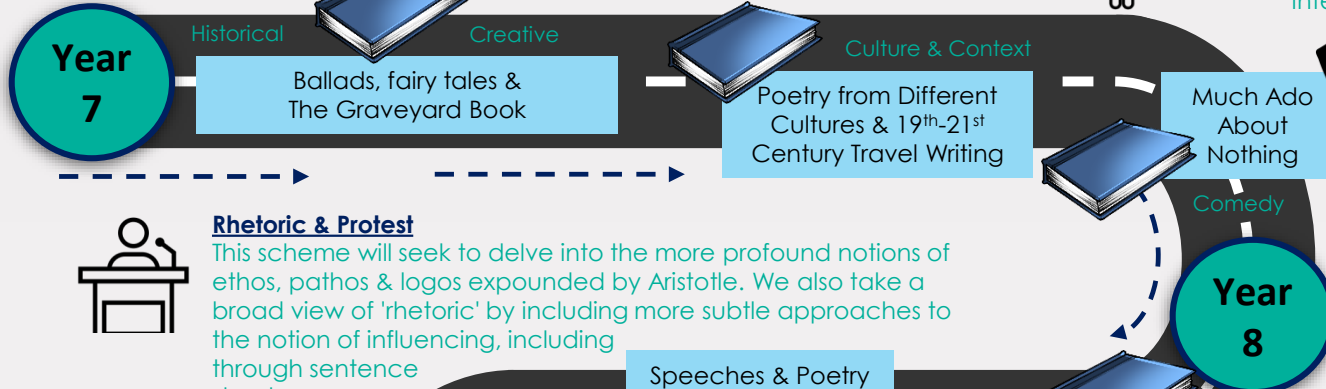 Year
7
Historical
Creative
Ballads, fairy tales &
The Graveyard Book
Culture & Context
Poetry from Different
Cultures & 19th-21st
Century Travel Writing
Much Ado
About
Nothing
Comedy
Year
8
Rhetoric & Protest
This scheme will seek to delve into the more profound notions of
ethos, pathos & logos expounded by Aristotle. We also take a
broad view of 'rhetoric' by including more subtle approaches to
the notion of influencing, including
through sentence
Speeches & Poetry